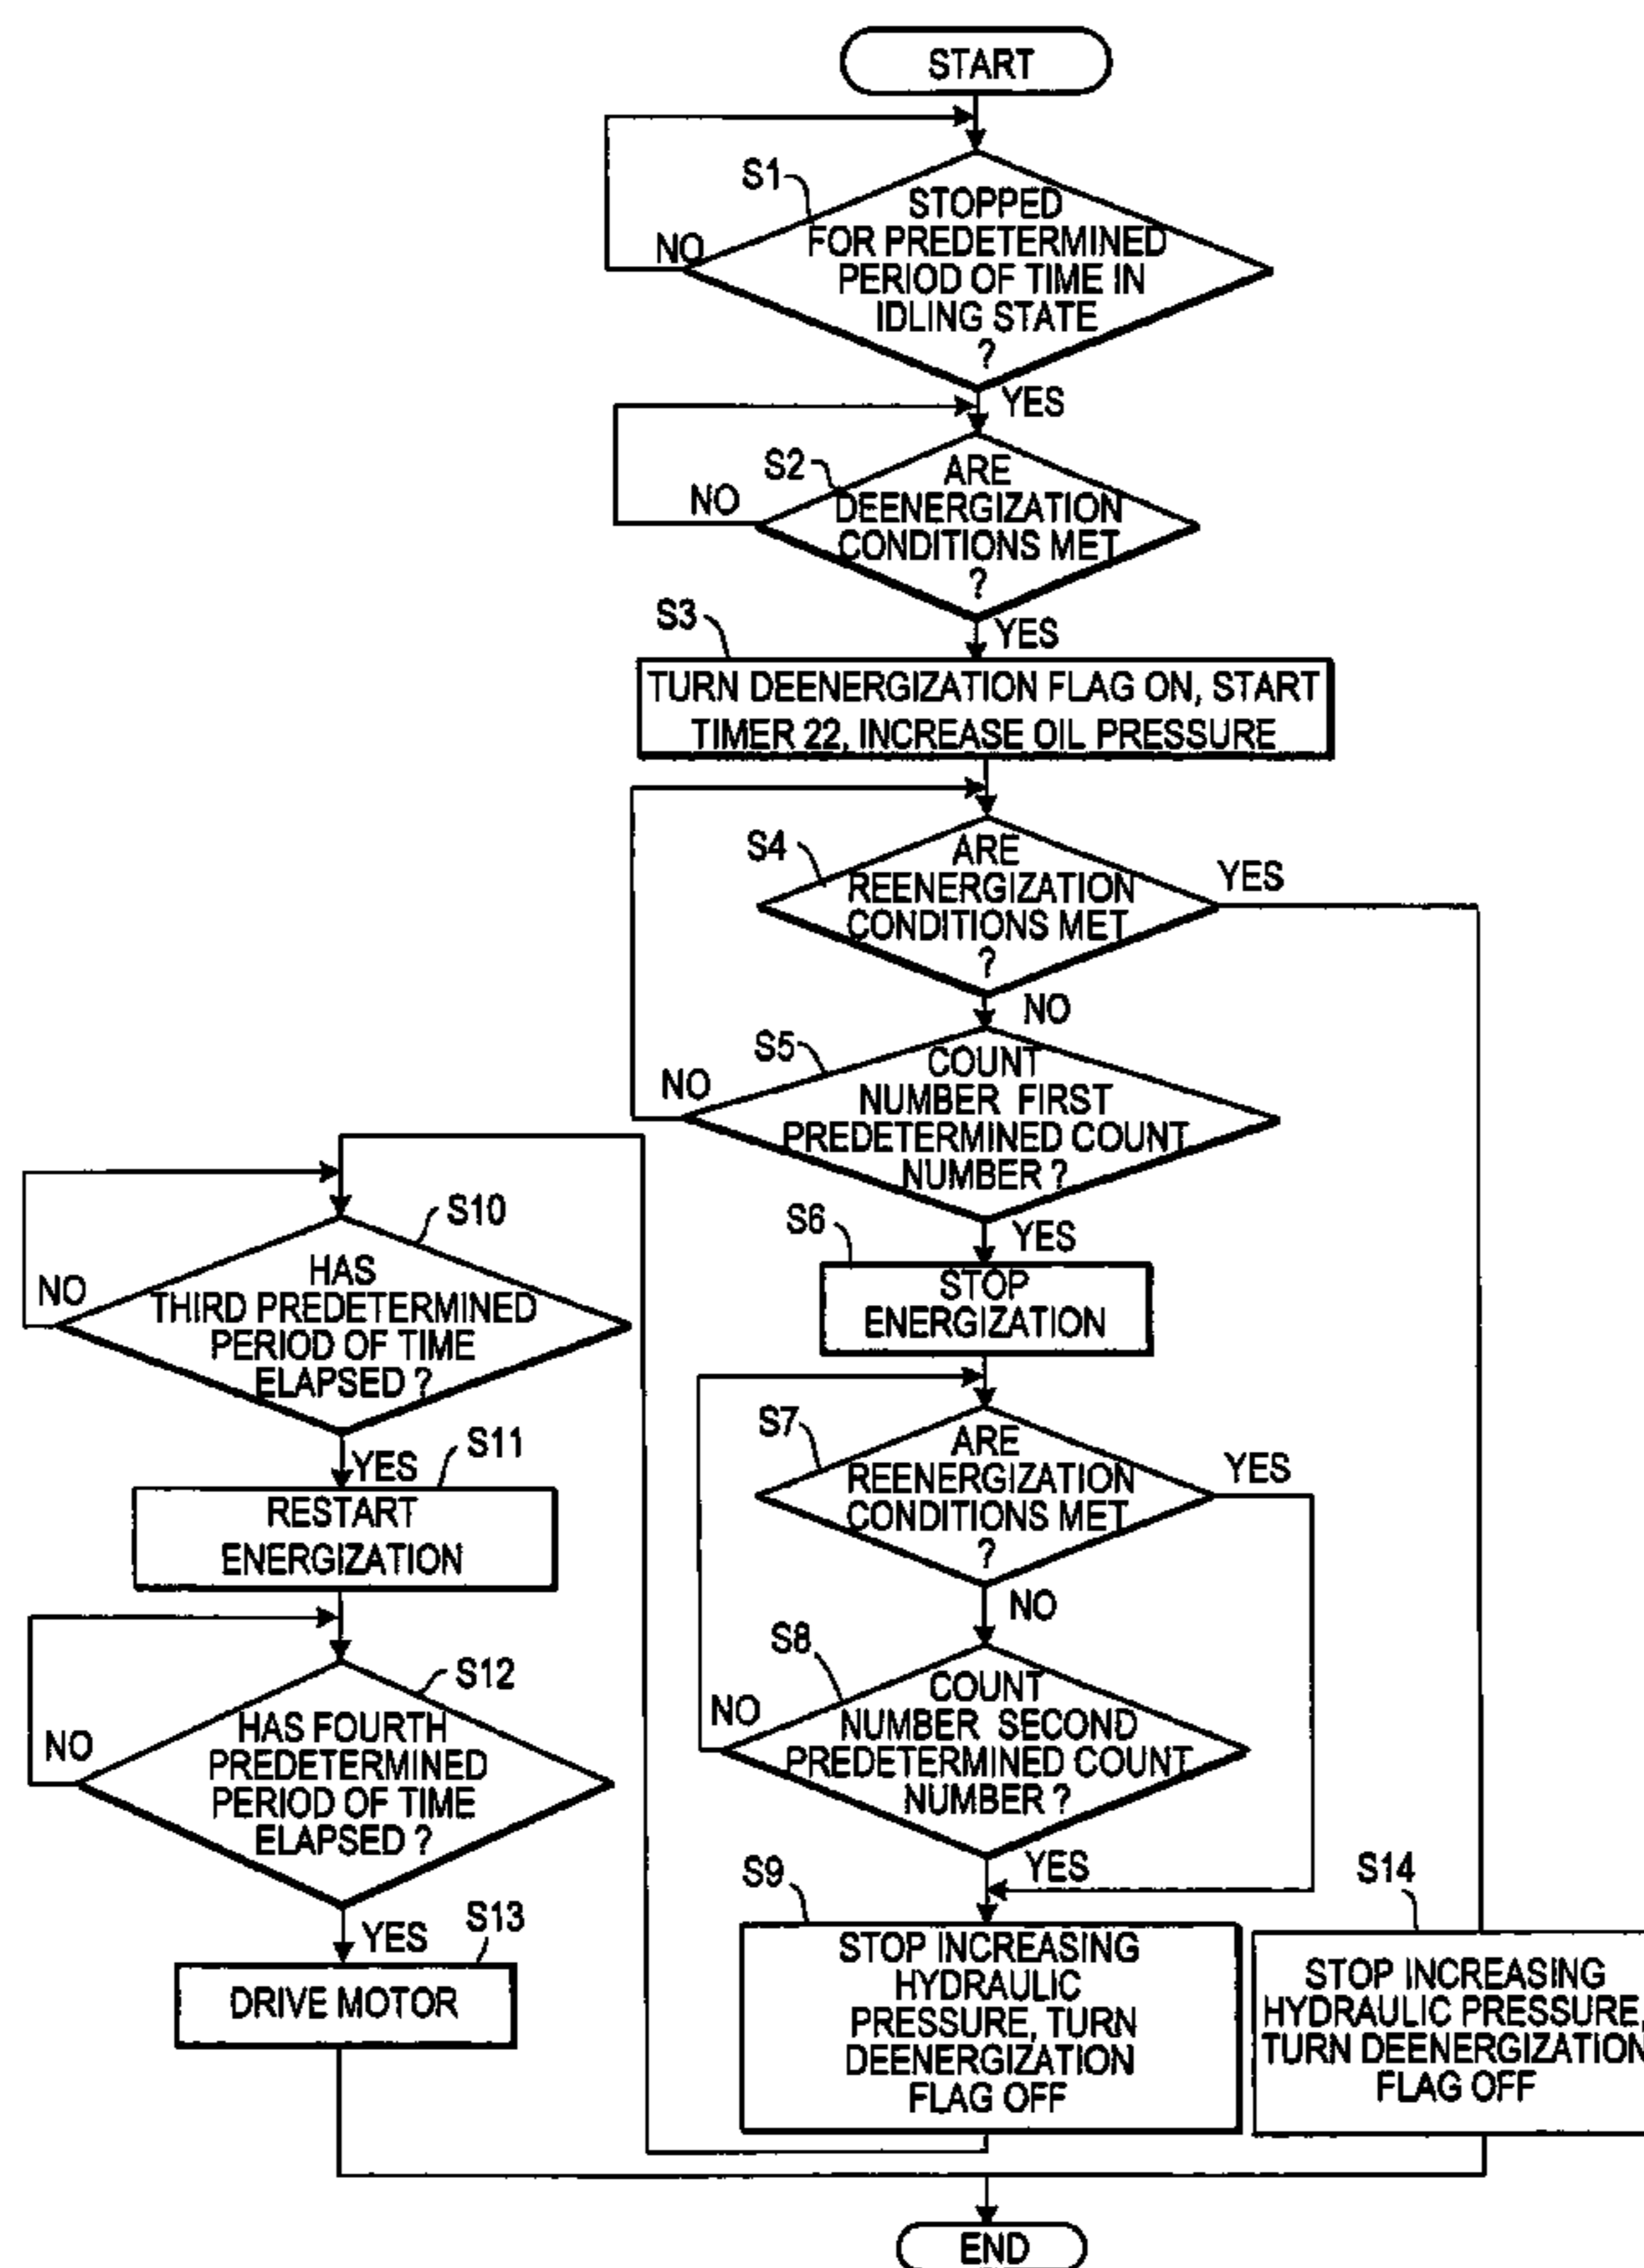 START
S1
STOPPED
FOR PREDETERMINED
PERIOD OF TIME IN
IDLING STATE
?
NO
YES
S2
ARE
DEENERGIZATION
CONDITIONS MET
?
NO
YES
S3
TURN DEENERGIZATION FLAG ON, START
TIMER 22, INCREASE OIL PRESSURE
S4
ARE
REENERGIZATION
CONDITIONS MET
?
YES
NO
S5
COUNT
NUMBER FIRST
PREDETERMINED COUNT
NUMBER ?
NO
YES
S6
STOP
ENERGIZATION
S7
ARE
REENERGIZATION
CONDITIONS MET
?
YES
NO
S8
COUNT
NUMBER SECOND
PREDETERMINED COUNT
NUMBER ?
NO
YES
S9
STOP INCREASING
HYDRAULIC
PRESSURE, TURN
DEENERGIZATION
FLAG OFF
S10
HAS
THIRD PREDETERMINED
PERIOD OF TIME
ELAPSED ?
NO
YES
S11
RESTART
ENERGIZATION
S12
HAS FOURTH
PREDETERMINED
PERIOD OF TIME
ELAPSED ?
NO
YES
S13
DRIVE MOTOR
S14
STOP INCREASING
HYDRAULIC PRESSURE,
TURN DEENERGIZATION
FLAG OFF
END